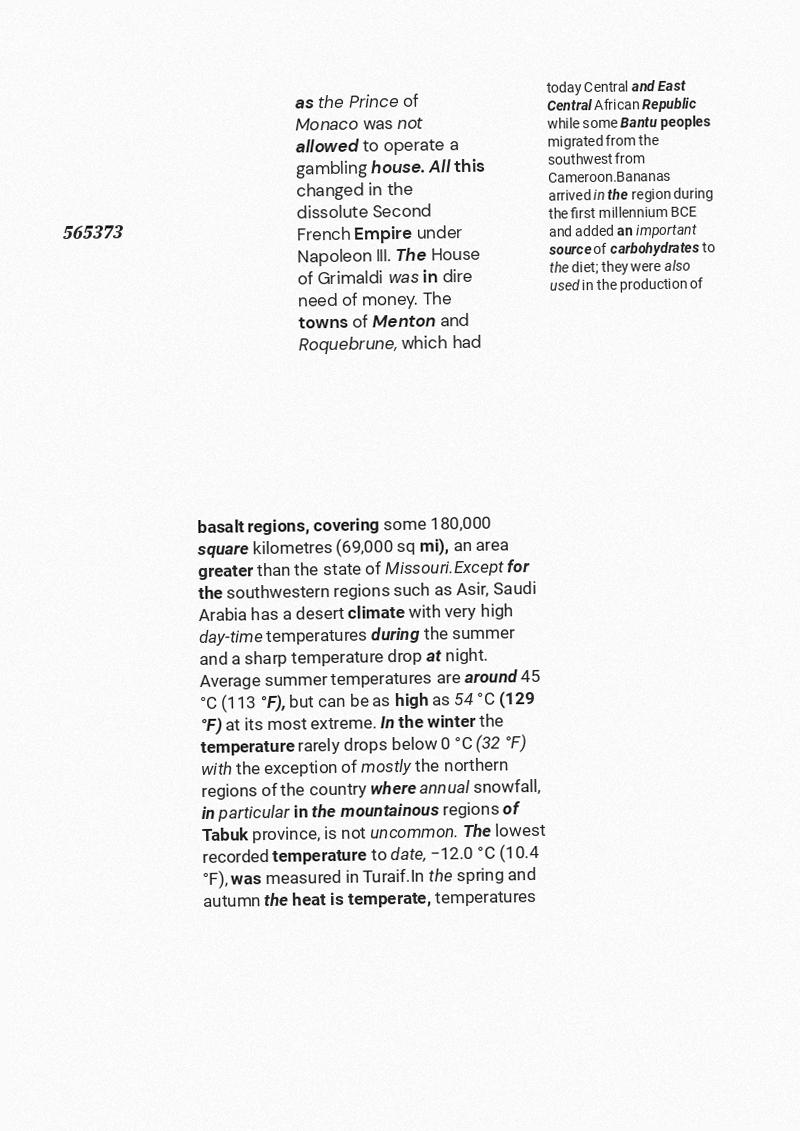 565373
as the Prince of
Monaco was not
allowed to operate a
gambling house. All this
changed in the
dissolute Second
French Empire under
Napoleon III. The House
of Grimaldi was in dire
need of money. The
towns of Menton and
Roquebrune, which had
today Central and East
Central African Republic
while some Bantu peoples
migrated from the
southwest from
Cameroon.Bananas
arrived in the region during
the first millennium BCE
and added an important
source of carbohydrates to
the diet; they were also
used in the production of
basalt regions, covering some 180,000
square kilometres (69,000 sq mi), an area
greater than the state of Missouri.Except for
the southwestern regions such as Asir, Saudi
Arabia has a desert climate with very high
day-time temperatures during the summer
and a sharp temperature drop at night.
Average summer temperatures are around 45
°C (113 °F), but can be as high as 54 °C (129
°F) at its most extreme. In the winter the
temperature rarely drops below 0 °C (32 °F)
with the exception of mostly the northern
regions of the country where annual snowfall,
in particular in the mountainous regions of
Tabuk province, is not uncommon. The lowest
recorded temperature to date, −12.0 °C (10.4
°F), was measured in Turaif.In the spring and
autumn the heat is temperate, temperatures